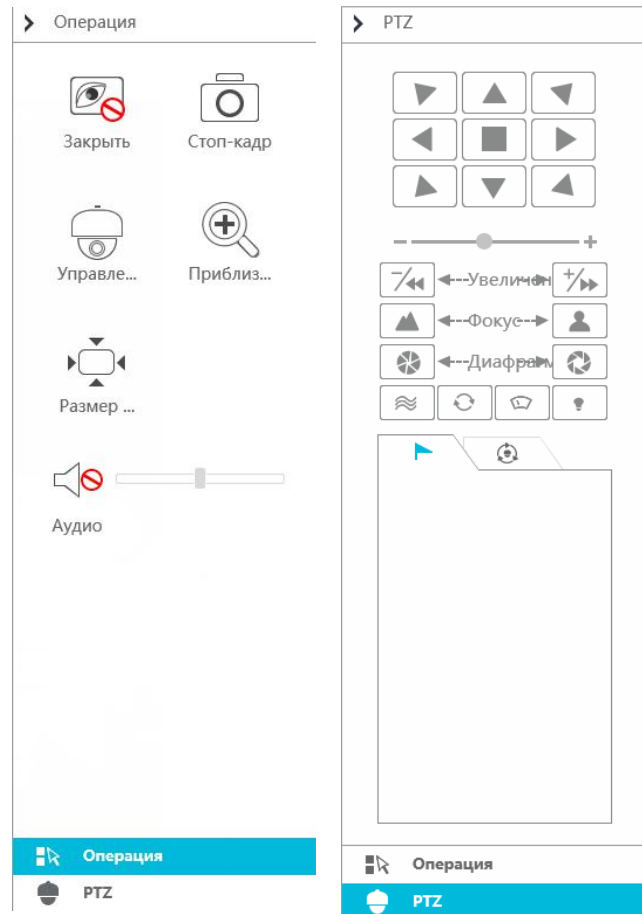 Операция
Закрыть
Стоп-кадр
Управле...
Приблиз...
Размер ...
Аудио
Операция
PTZ
PTZ
Увеличен
Фокус
Диафрагм
Операция
PTZ